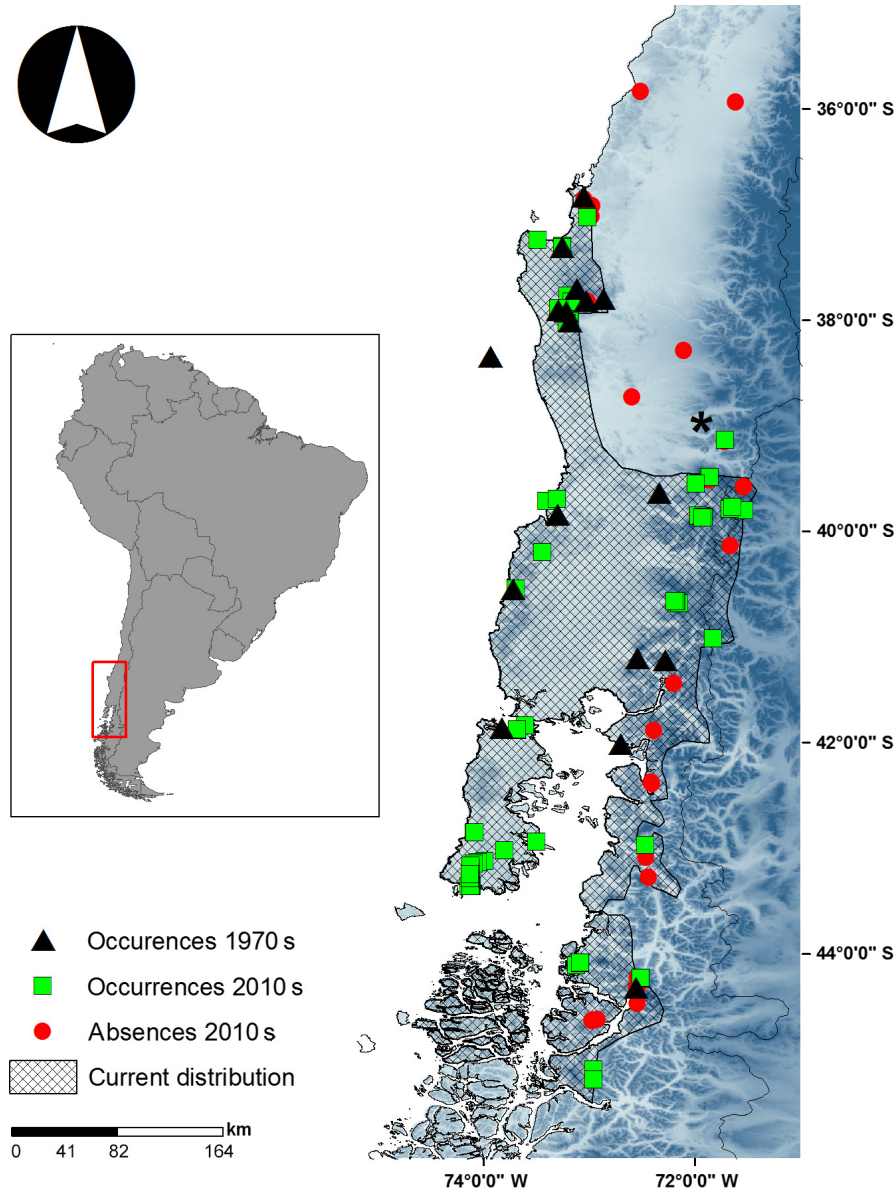 36°0'0" S
38°0'0" S
*
40°0'0" S
42°0'0" S
44°0'0" S
Occurences 1970 s
Occurrences 2010 s
Absences 2010 s
Current distribution
km
0 41 82 164
74°0'0" W 72°0'0" W